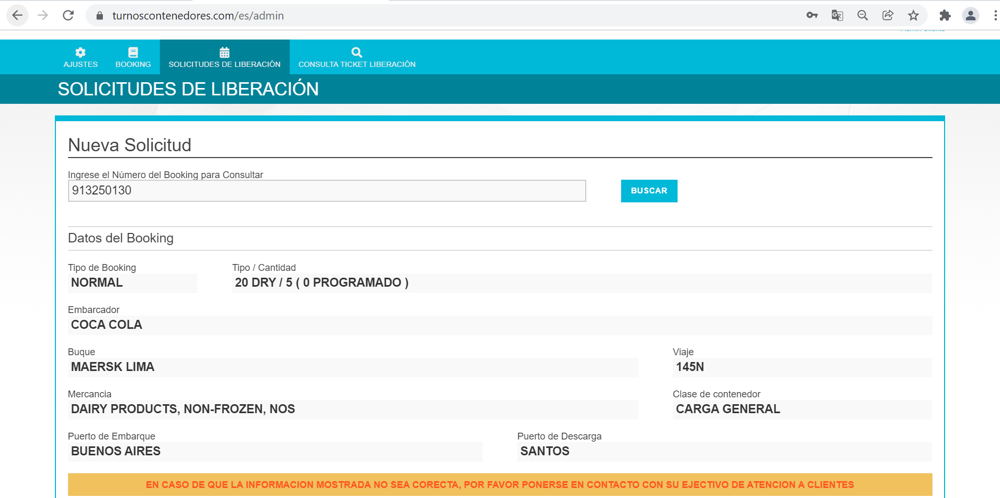 turnoscontenedores.com/es/admin
AJUSTES
BOOKING
SOLICITUDES DE LIBERACIÓN
CONSULTA TICKET LIBERACIÓN
SOLICITUDES DE LIBERACIÓN
Nueva Solicitud
Ingrese el Número del Booking para Consultar
913250130
BUSCAR
Datos del Booking
Tipo de Booking
Tipo / Cantidad
NORMAL
20 DRY / 5 ( 0 PROGRAMADO )
Embarcador
COCA COLA
Buque
Viaje
MAERSK LIMA
145N
Mercancia
Clase de contenedor
DAIRY PRODUCTS, NON-FROZEN, NOS
CARGA GENERAL
Puerto de Embarque
Puerto de Descarga
BUENOS AIRES
SANTOS
EN CASO DE QUE LA INFORMACION MOSTRADA NO SEA CORECTA, POR FAVOR PONERSE EN CONTACTO CON SU EJECTIVO DE ATENCION A CLIENTES